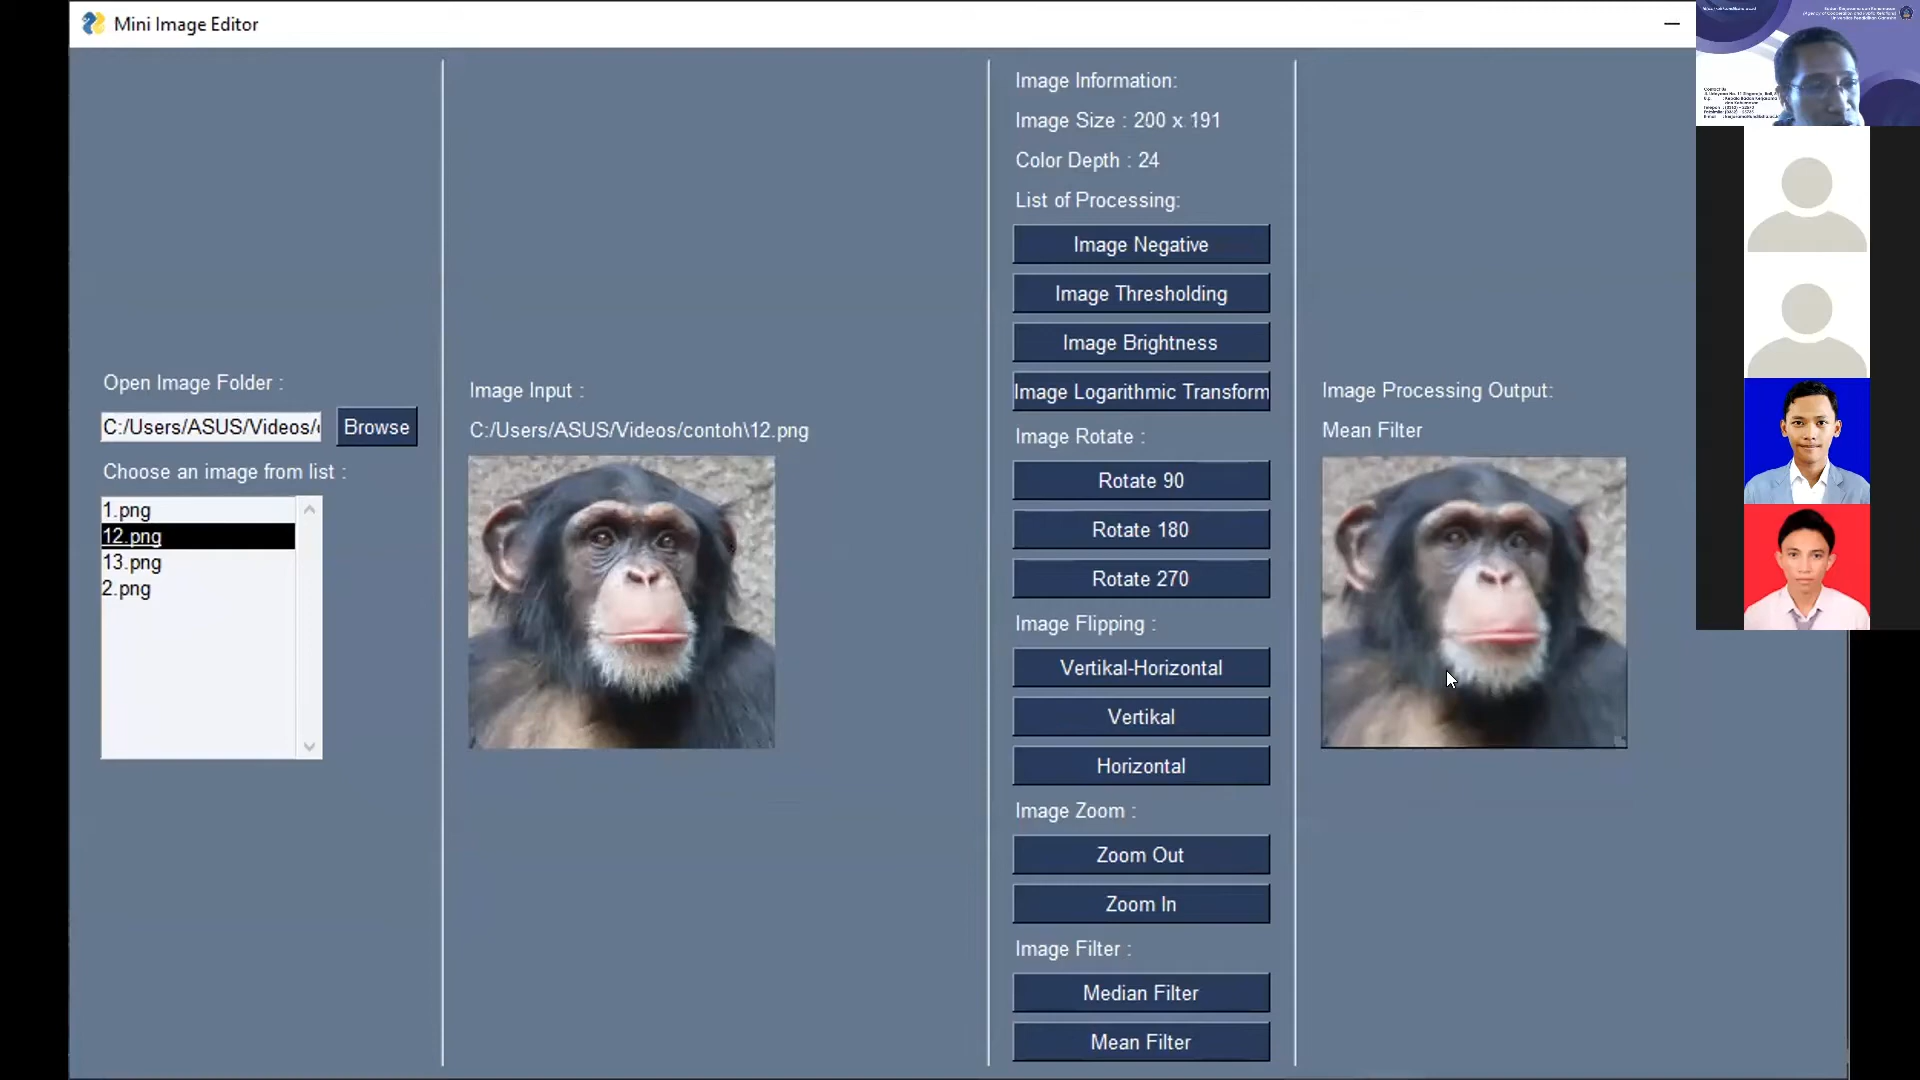 Mini Image Editor
Open Image Folder :
C:/Users/ASUS/Videos/
Browse
Choose an image from list :
1.png
12.png
13.png
2.png
Image Input :
C:/Users/ASUS/Videos/contoh\12.png
Image Information:
Image Size : 200 x 191
Color Depth : 24
List of Processing:
Image Negative
Image Thresholding
Image Brightness
Image Logarithmic Transform
Image Rotate :
Rotate 90
Rotate 180
Rotate 270
Image Flipping :
Vertikal-Horizontal
Vertikal
Horizontal
Image Zoom :
Zoom Out
Zoom In
Image Filter :
Median Filter
Mean Filter
Image Processing Output:
Mean Filter